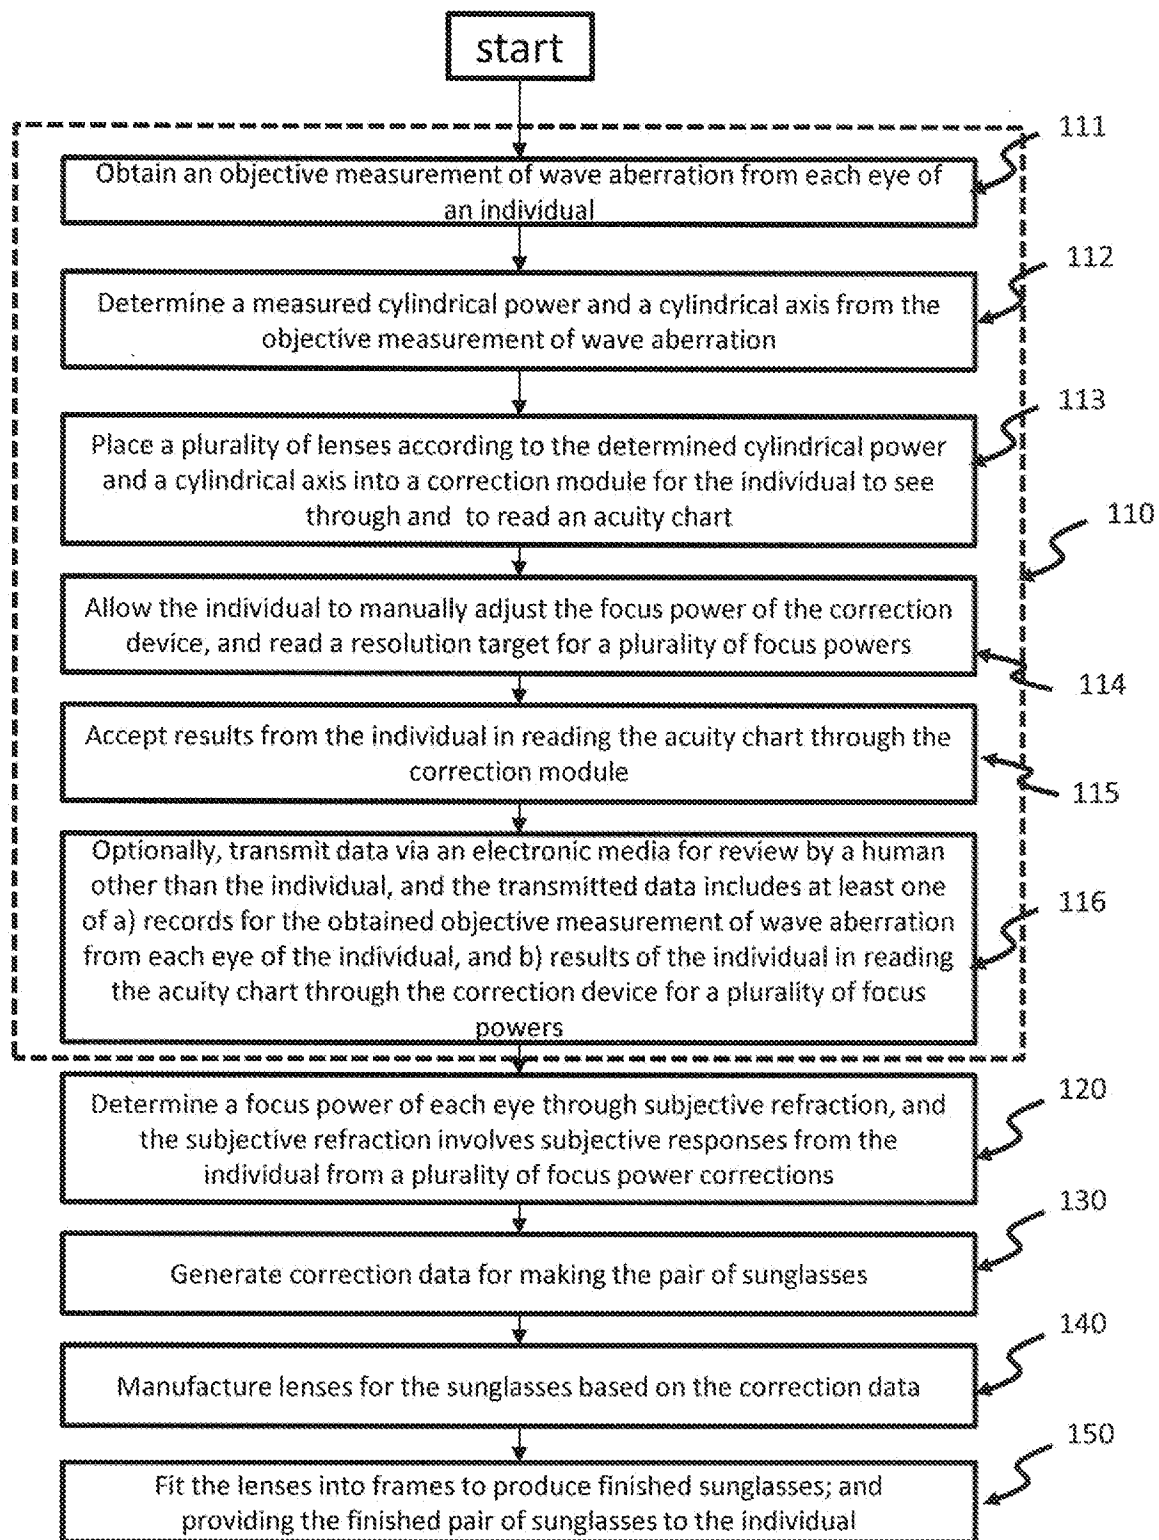 start
111
Obtain an objective measurement of wave aberration from each eye of
an individual
112
Determine a measured cylindrical power and a cylindrical axis from the
objective measurement of wave aberration
113
Place a plurality of lenses according to the determined cylindrical power
and a cylindrical axis into a correction module for the individual to see
through and to read an acuity chart
110
Allow the individual to manually adjust the focus power of the correction
device, and read a resolution target for a plurality of focus powers
114
Accept results from the individual in reading the acuity chart through the
correction module
115
Optionally, transmit data via an electronic media for review by a human
other than the individual, and the transmitted data includes at least one
of a) records for the obtained objective measurement of wave aberration
from each eye of the individual, and b) results of the individual in reading
the acuity chart through the correction device for a plurality of focus
powers
116
120
Determine a focus power of each eye through subjective refraction, and
the subjective refraction involves subjective responses from the
individual from a plurality of focus power corrections
130
Generate correction data for making the pair of sunglasses
140
Manufacture lenses for the sunglasses based on the correction data
150
Fit the lenses into frames to produce finished sunglasses; and
providing the finished pair of sunglasses to the individual